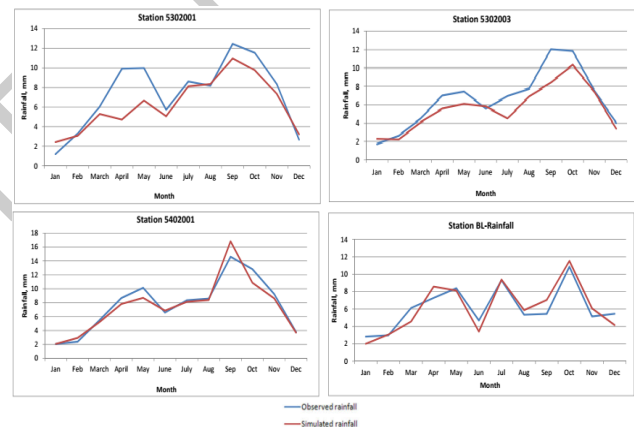 Station 5302001
14
12
10
8
6
4
2
0
Rainfall, mm
Jan Feb March April May June july Aug Sep Oct Nov Dec
Month
Station 5302003
14
12
10
8
6
4
2
0
Rainfall, mm
Jan Feb March April May June July Aug. Sep Oct Nov Dec
Month
Station 5402001
18
16
14
12
10
8
6
4
2
0
Rainfall, mm
Jan Feb March April May June July Aug Sep Oct Nov Dec
Month
Station BL-Rainfall
14
12
10
8
6
4
2
0
Rainfall, mm
Jan Feb Mar Apr May Jun Jul Aug Sep Oct Nov Dec
Month
Observed rainfall
Simulated rainfall